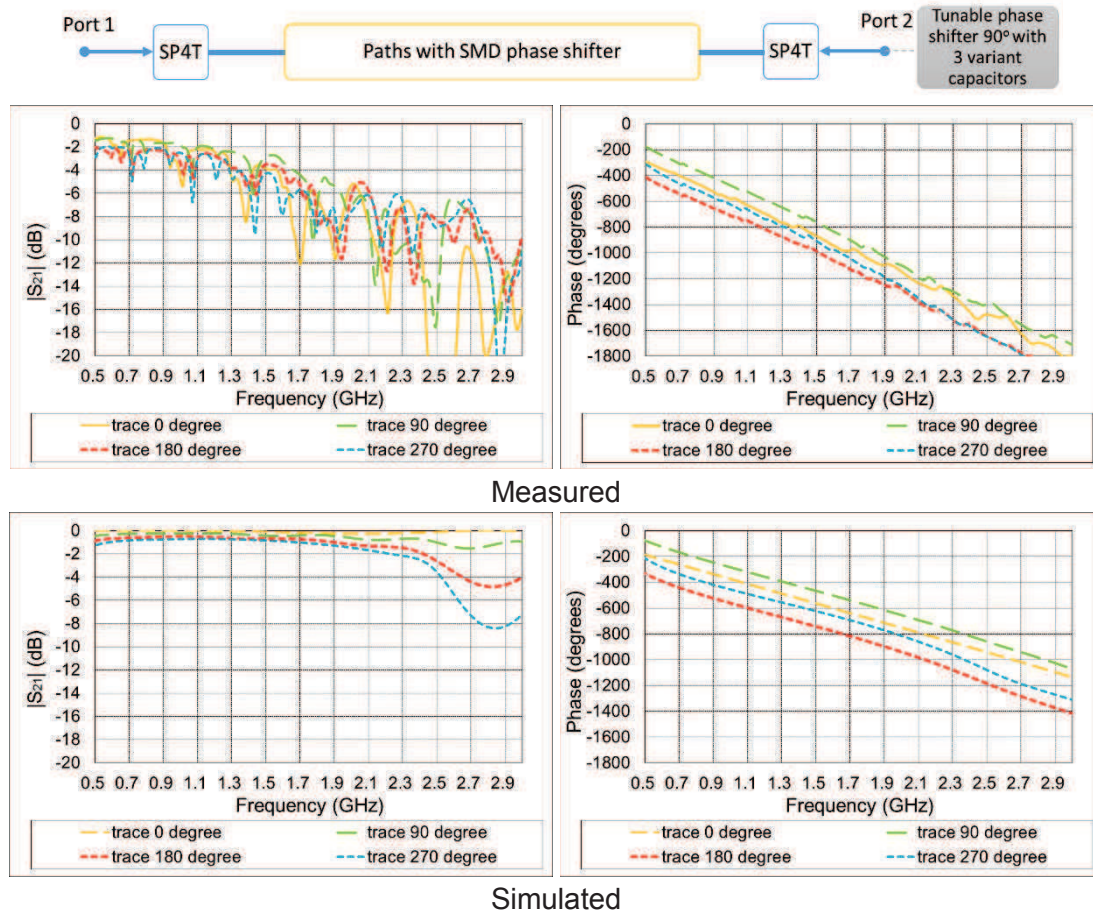 Port 1
SP4T
Paths with SMD phase shifter
SP4T
Port 2
Tunable phase
shifter 90º with
3 variant
capacitors
|S21| (dB)
0
-2
-4
-6
-8
-10
-12
-14
-16
-18
-20
0.5 0.7 0.9 1.1 1.3 1.5 1.7 1.9 2.1 2.3 2.5 2.7 2.9
Frequency (GHz)
trace 0 degree
trace 90 degree
trace 180 degree
trace 270 degree
Phase (degrees)
0
-200
-400
-600
-800
-1000
-1200
-1400
-1600
-1800
0.5 0.7 0.9 1.1 1.3 1.5 1.7 1.9 2.1 2.3 2.5 2.7 2.9
Frequency (GHz)
trace 0 degree
trace 90 degree
trace 180 degree
trace 270 degree
Measured
|S21| (dB)
0
-2
-4
-6
-8
-10
-12
-14
-16
-18
-20
0.5 0.7 0.9 1.1 1.3 1.5 1.7 1.9 2.1 2.3 2.5 2.7 2.9
Frequency (GHz)
trace 0 degree
trace 90 degree
trace 180 degree
trace 270 degree
Phase (degrees)
0
-200
-400
-600
-800
-1000
-1200
-1400
-1600
-1800
0.5 0.7 0.9 1.1 1.3 1.5 1.7 1.9 2.1 2.3 2.5 2.7 2.9
Frequency (GHz)
trace 0 degree
trace 90 degree
trace 180 degree
trace 270 degree
Simulated